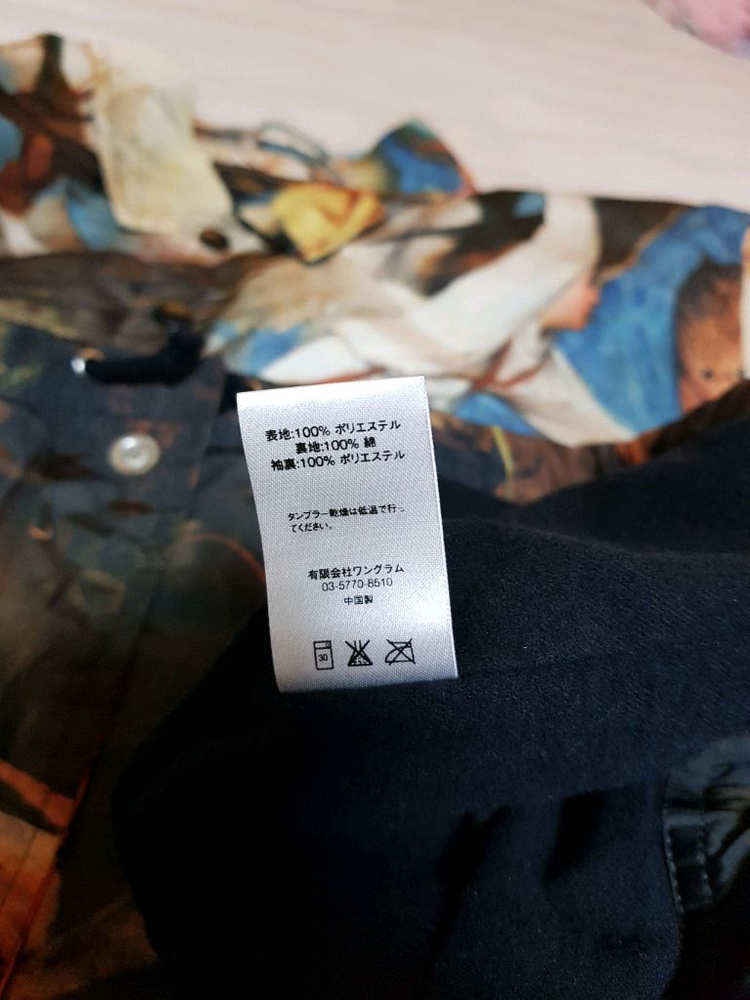 表地:100% ポリエステル
裏地:100% 綿
袖裏:100% ポリエステル
タンブラー乾燥は低温で行っ
てください。
有限会社ワングラム
03-5770-8510
中国製
30